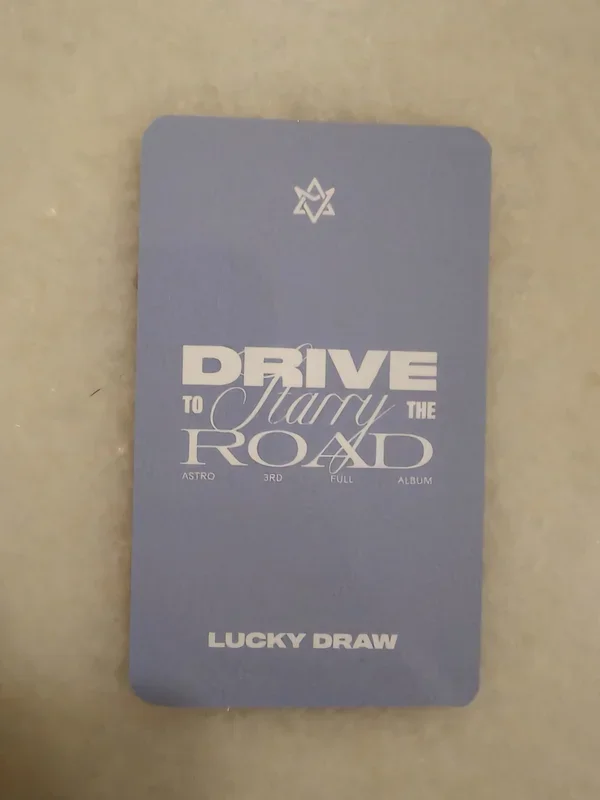 DRIVE
TO Starry THE
ROAD
ASTRO 3RD FULL ALBUM
LUCKY DRAW